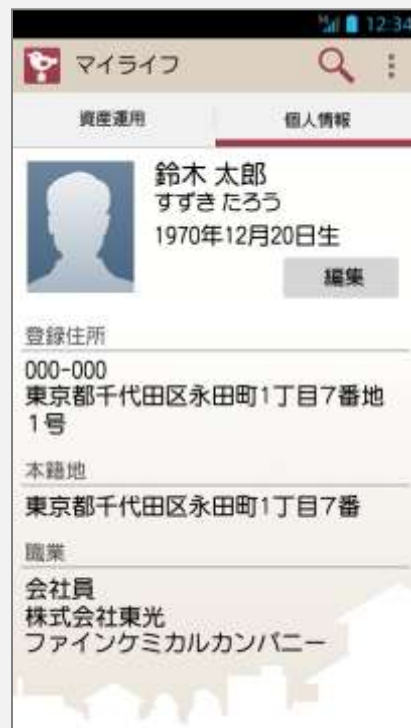 12:34
マイライフ
資産運用 個人情報
鈴木 太郎
すずき たろう
1970年12月20日生
編集
登録住所
000-000
東京都千代田区永田町1丁目7番地
1号
本籍地
東京都千代田区永田町1丁目7番
職業
会社員
株式会社東光
ファインケミカルカンパニー